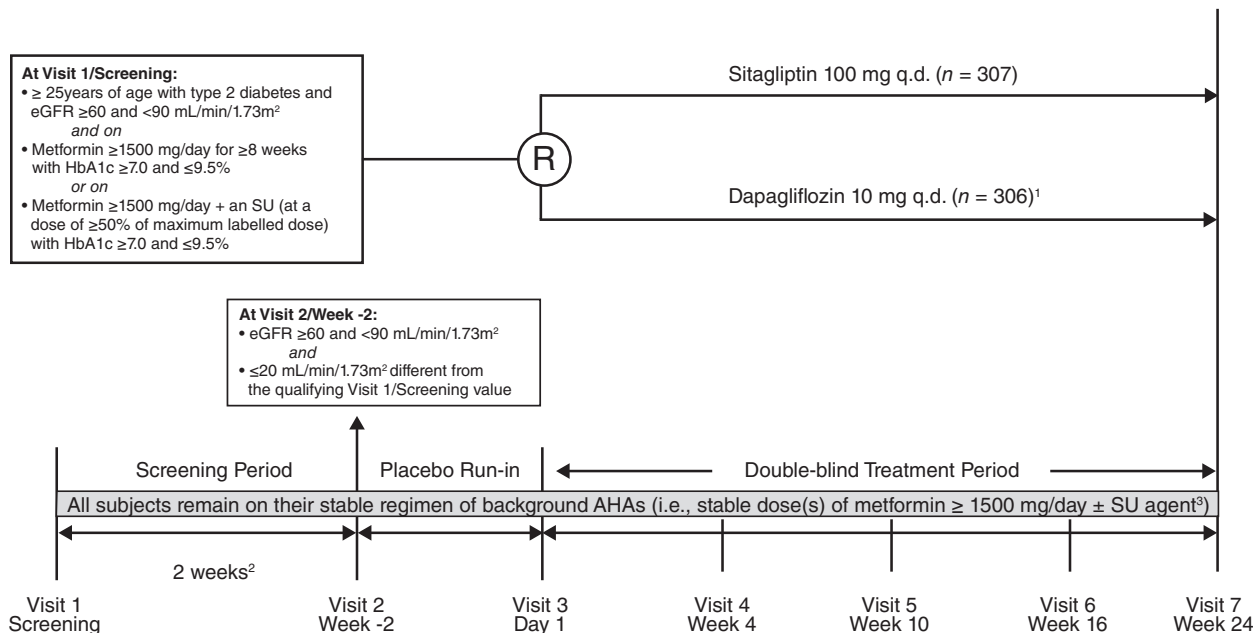 At Visit 1/Screening:
• ≥ 25years of age with type 2 diabetes and
eGFR ≥60 and <90 mL/min/1.73m²
and on
• Metformin ≥1500 mg/day for ≥8 weeks
with HbA1c ≥7.0 and ≤9.5%
or on
• Metformin ≥1500 mg/day + an SU (at a
dose of ≥50% of maximum labelled dose)
with HbA1c ≥7.0 and ≤9.5%
R
Sitagliptin 100 mg q.d. (n = 307)
Dapagliflozin 10 mg q.d. (n = 306)¹
At Visit 2/Week -2:
• eGFR ≥60 and <90 mL/min/1.73m²
and
• ≤20 mL/min/1.73m² different from
the qualifying Visit 1/Screening value
Screening Period
Placebo Run-in
Double-blind Treatment Period
All subjects remain on their stable regimen of background AHAs (i.e., stable dose(s) of metformin ≥ 1500 mg/day ± SU agent³)
2 weeks²
Visit 1
Screening
Visit 2
Week -2
Visit 3
Day 1
Visit 4
Week 4
Visit 5
Week 10
Visit 6
Week 16
Visit 7
Week 24